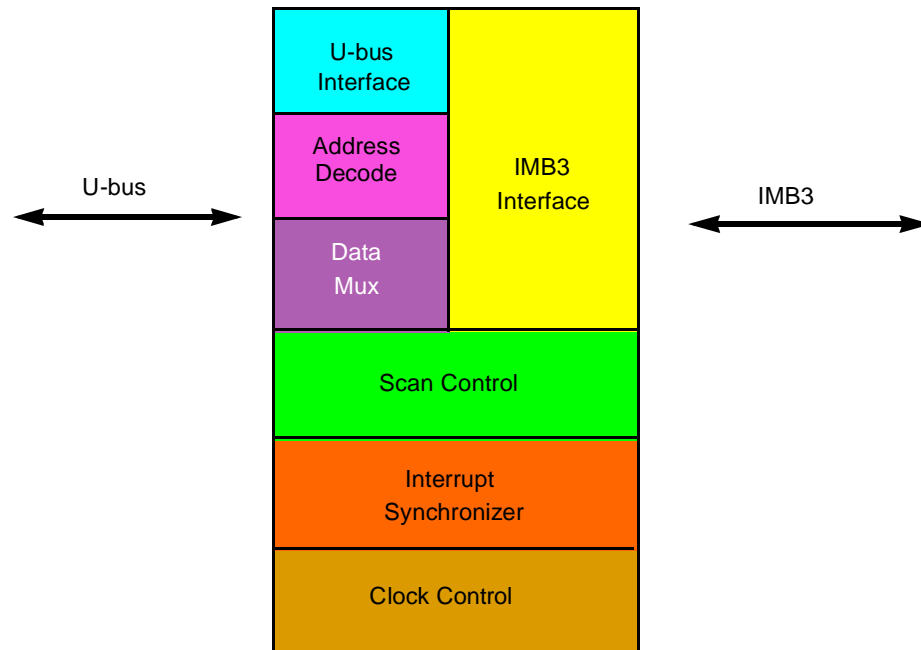 U-bus
Interface
Address
Decode
Data
Mux
IMB3
Interface
U-bus
IMB3
Scan Control
Interrupt
Synchronizer
Clock Control